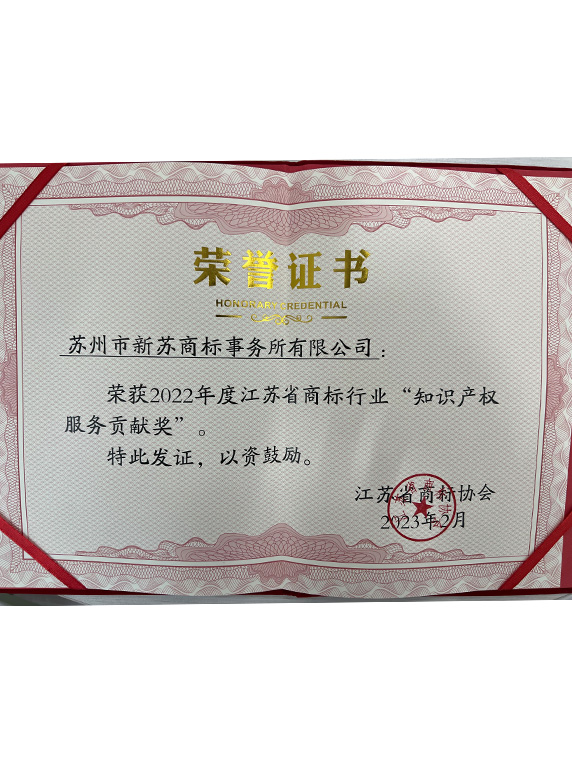 荣誉证书
HONORARY CREDENTIAL
苏州市新苏商标事务所有限公司：
荣获2022年度江苏省商标行业“知识产权
服务贡献奖”。
特此发证，以资鼓励。
江苏省商标协会
2023年2月